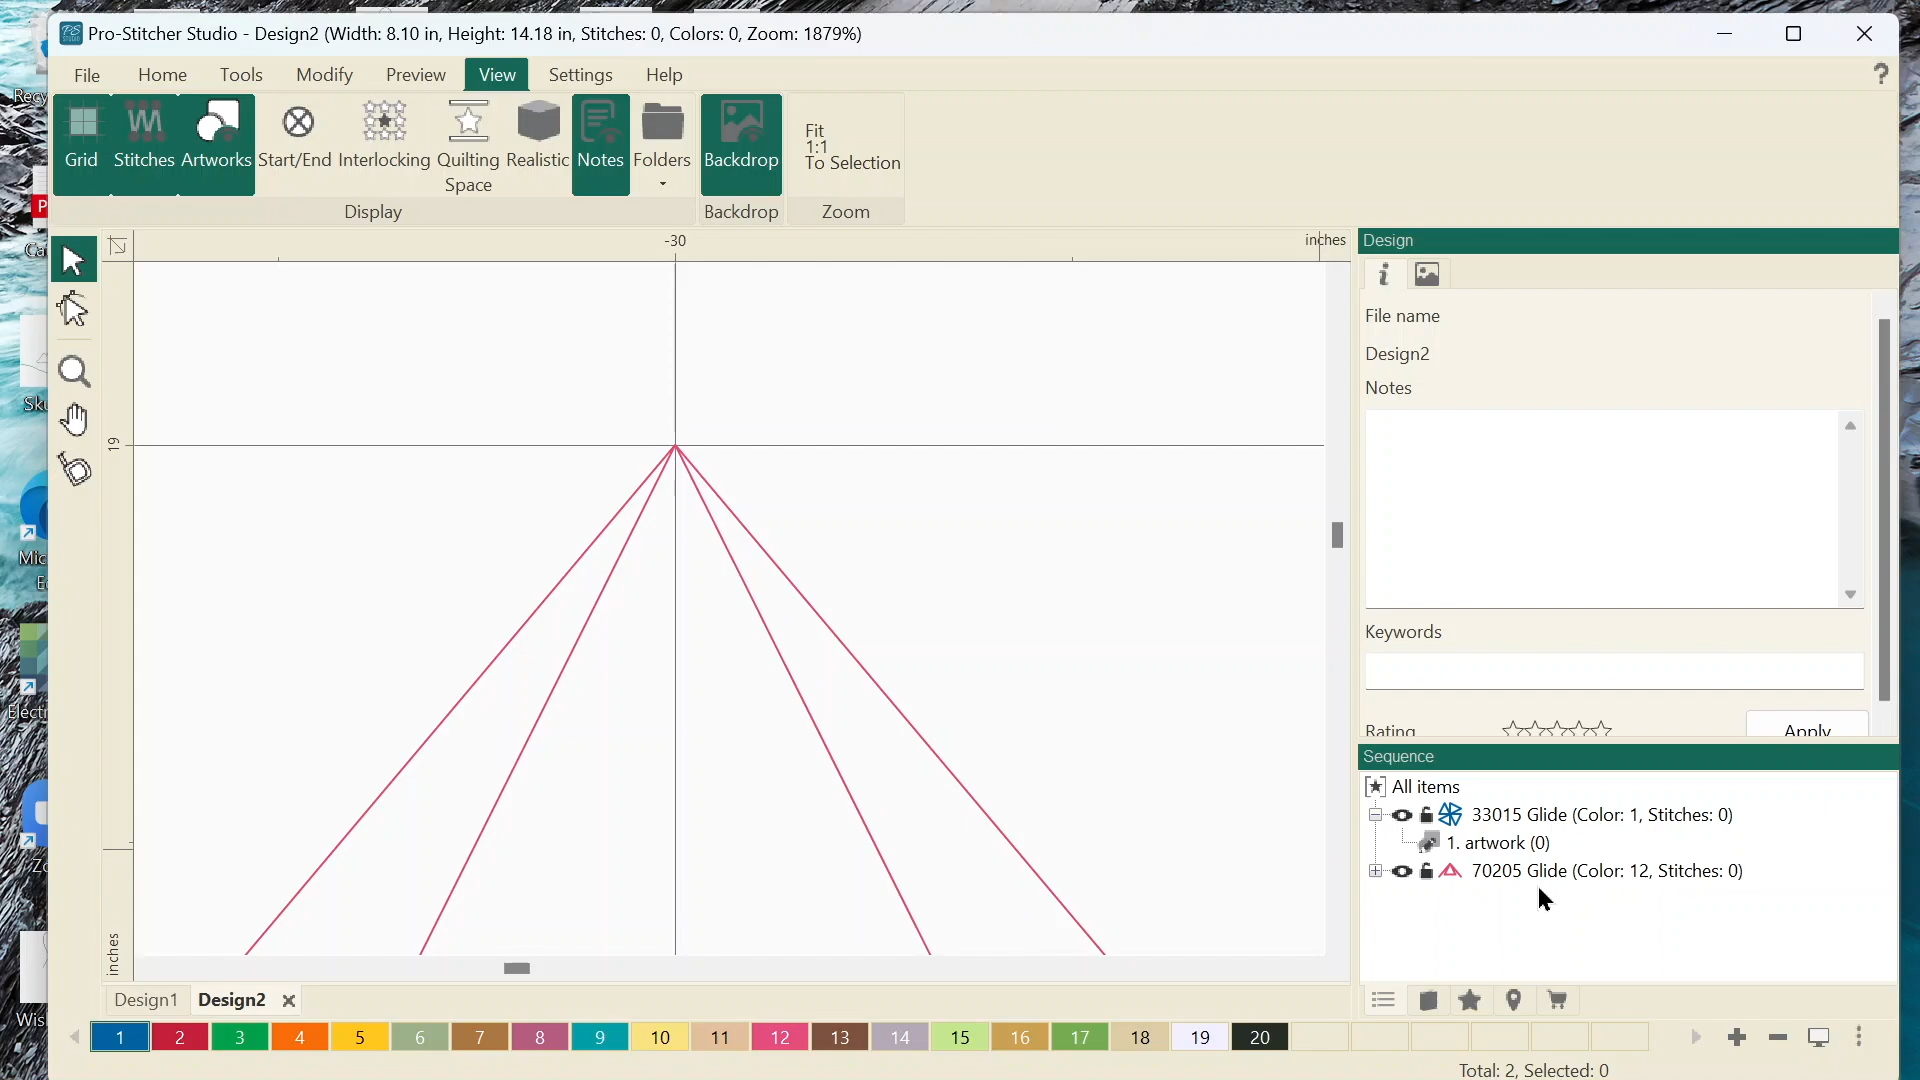 Pro-Stitcher Studio - Design2 (Width: 8.10 in, Height: 14.18 in, Stitches: 0, Colors: 0, Zoom: 1879%)
File Home Tools Modify Preview View Settings Help
Grid Stitches Artworks Start/End Interlocking Quilting Space Realistic Notes Folders Backdrop
Fit
1:1
To Selection
Display Backdrop Zoom
-30 inches
19
inches
Design
File name
Design2
Notes
Keywords
Rating Apply
Sequence
All items
33015 Glide (Color: 1, Stitches: 0)
1. artwork (0)
70205 Glide (Color: 12, Stitches: 0)
Design1 Design2
1 2 3 4 5 6 7 8 9 10 11 12 13 14 15 16 17 18 19 20
Total: 2, Selected: 0